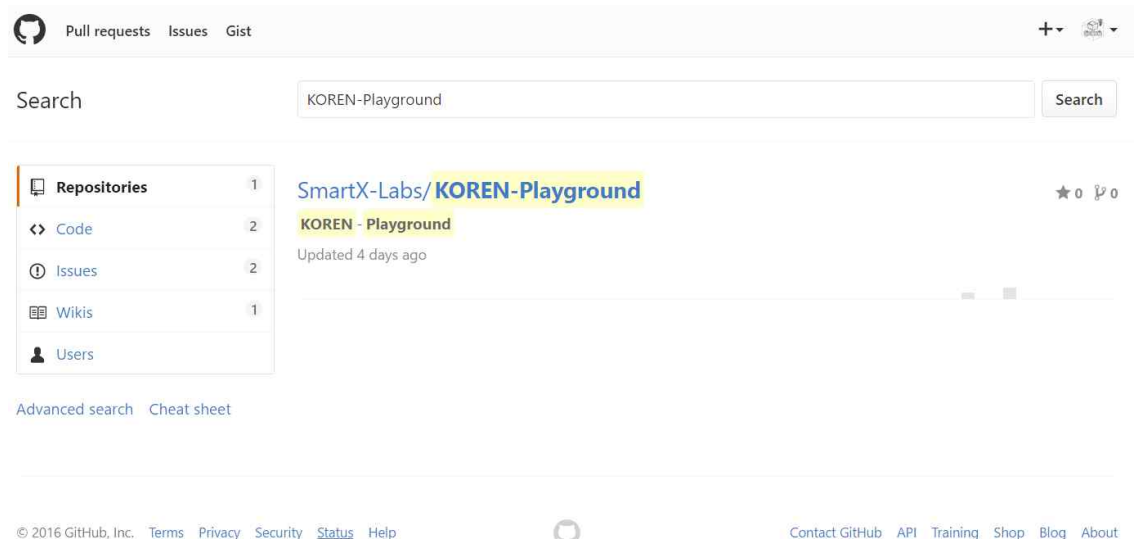 Pull requests Issues Gist
Search KOREN-Playground Search
Repositories 1
Code 2
Issues 2
Wikis 1
Users
Advanced search Cheat sheet
SmartX-Labs/KOREN-Playground 0 0
KOREN - Playground
Updated 4 days ago
© 2016 GitHub, Inc. Terms Privacy Security Status Help Contact GitHub API Training Shop Blog About